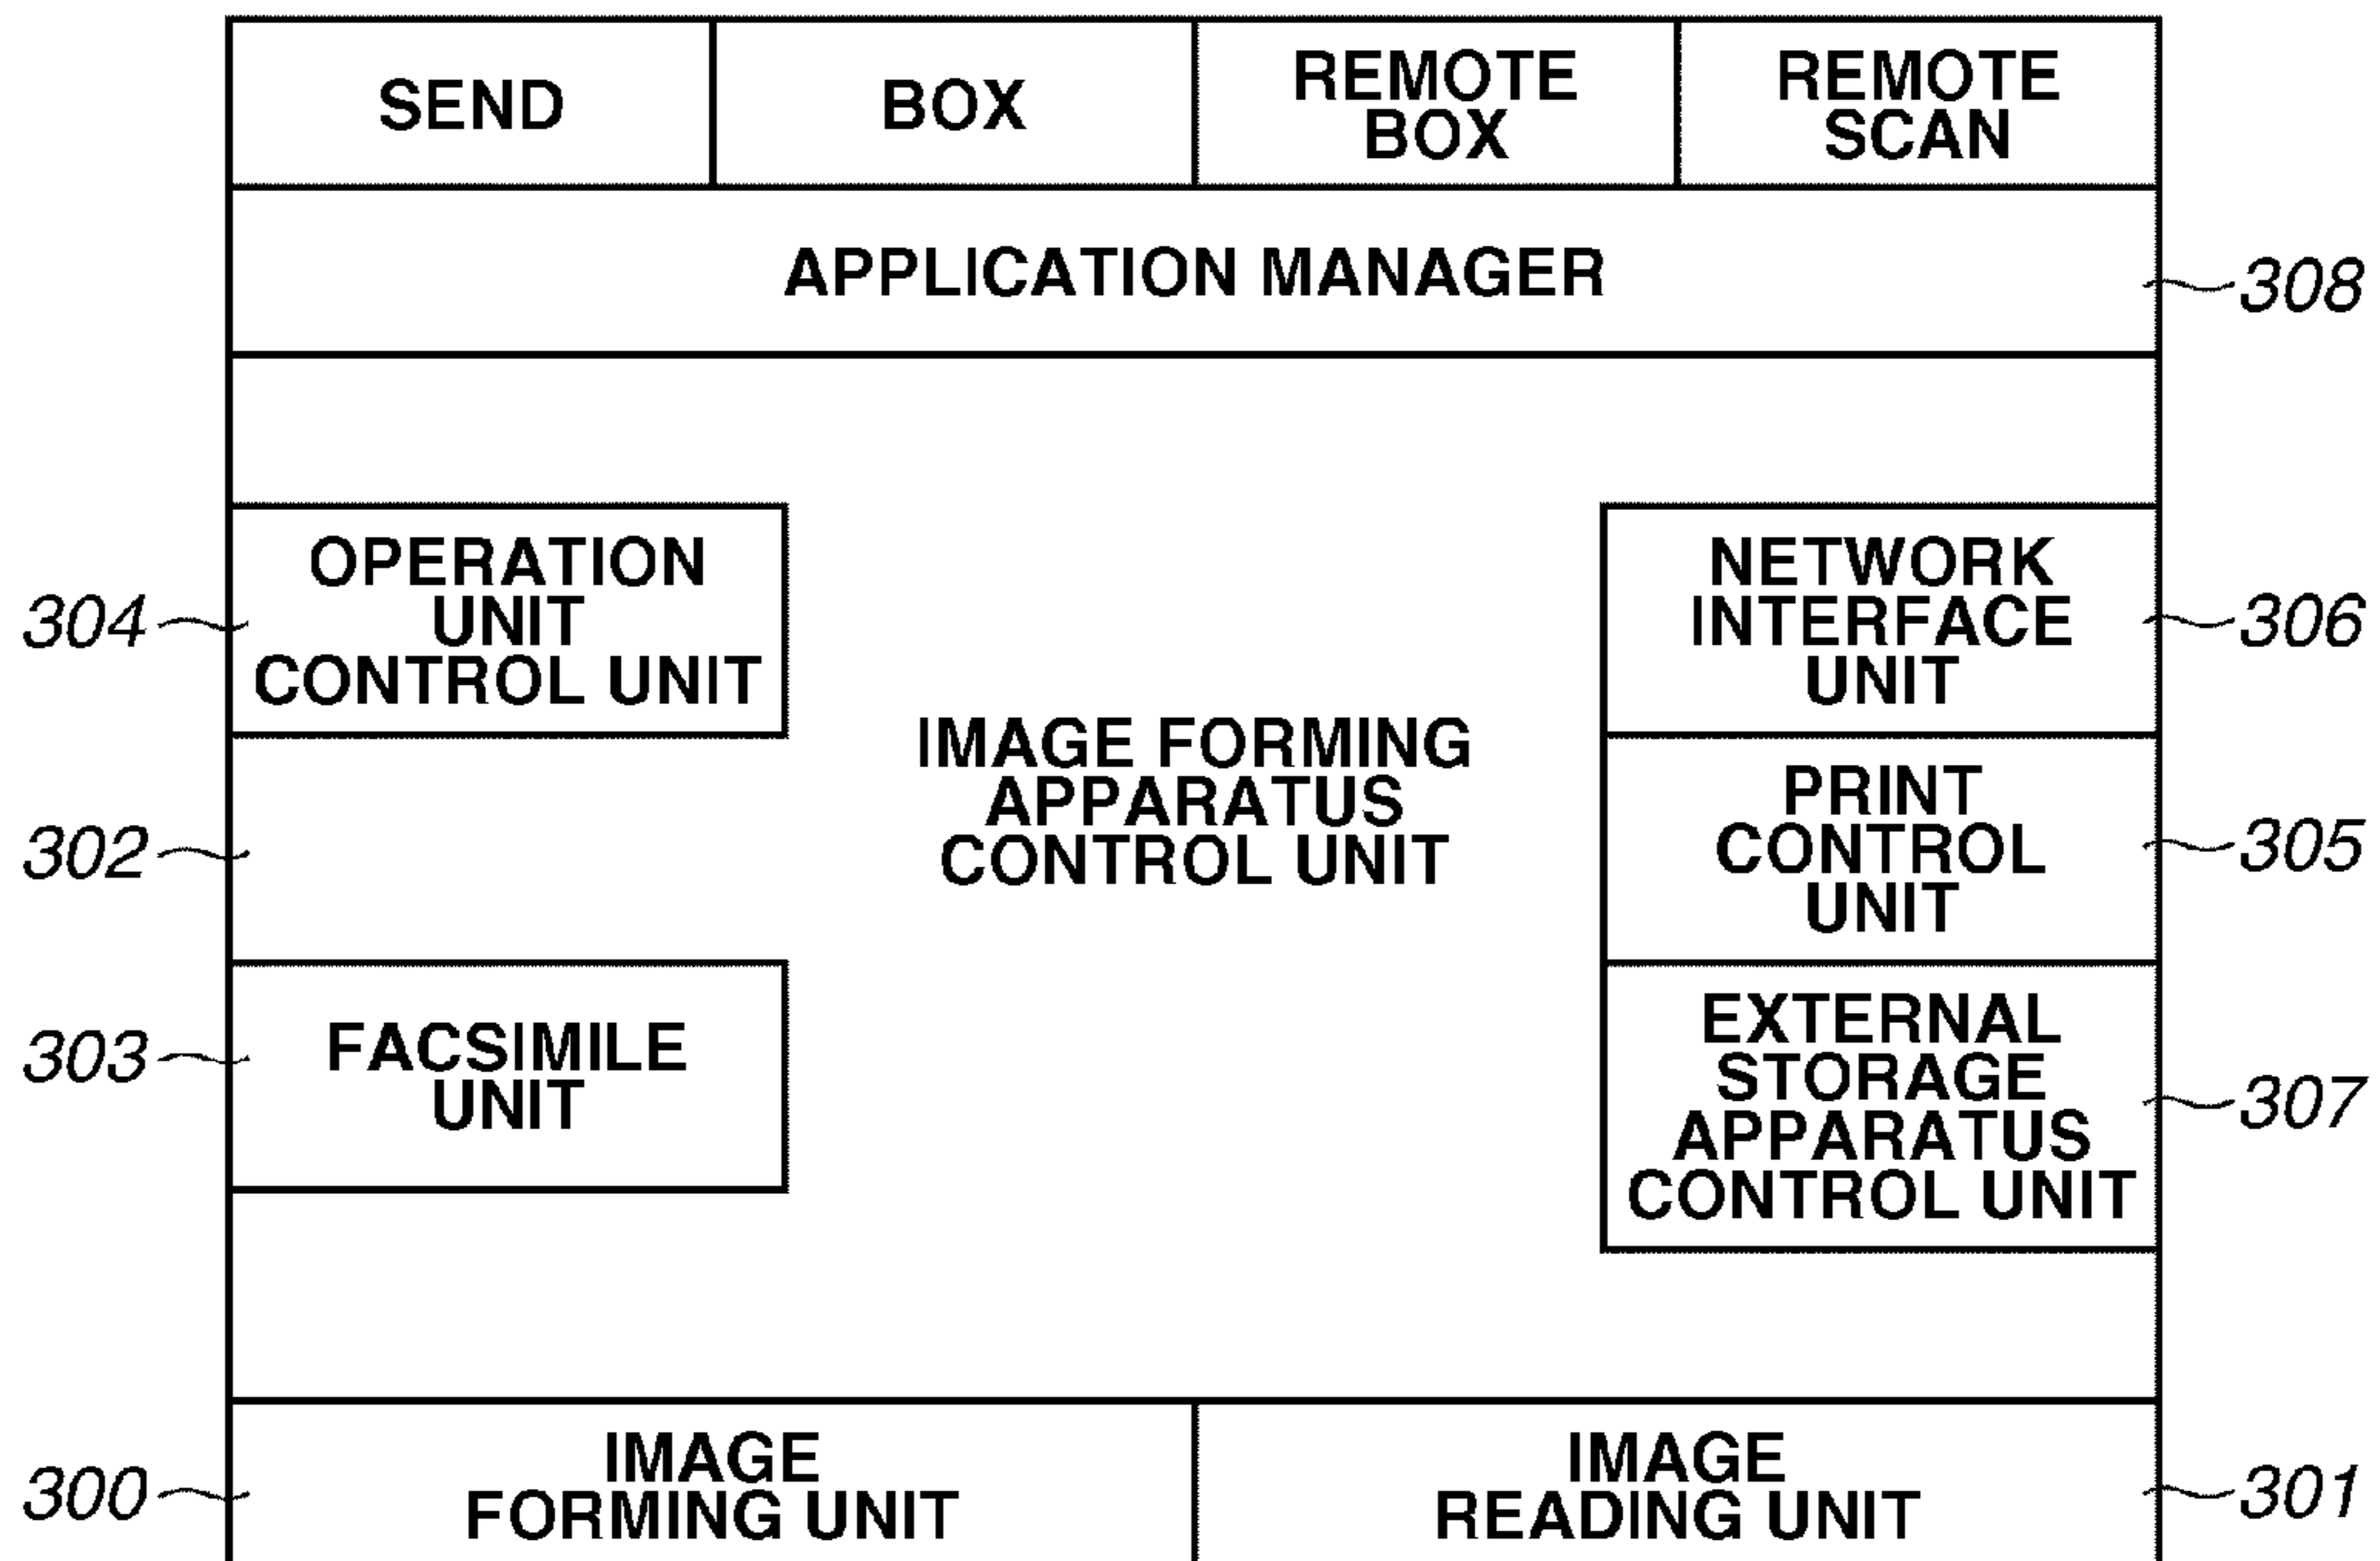 SEND
BOX
REMOTE
BOX
REMOTE
SCAN
APPLICATION MANAGER
308
OPERATION
UNIT
CONTROL UNIT
304
NETWORK
INTERFACE
UNIT
306
IMAGE FORMING
APPARATUS
CONTROL UNIT
302
PRINT
CONTROL
UNIT
305
FACSIMILE
UNIT
303
EXTERNAL
STORAGE
APPARATUS
CONTROL UNIT
307
IMAGE
FORMING UNIT
300
IMAGE
READING UNIT
301